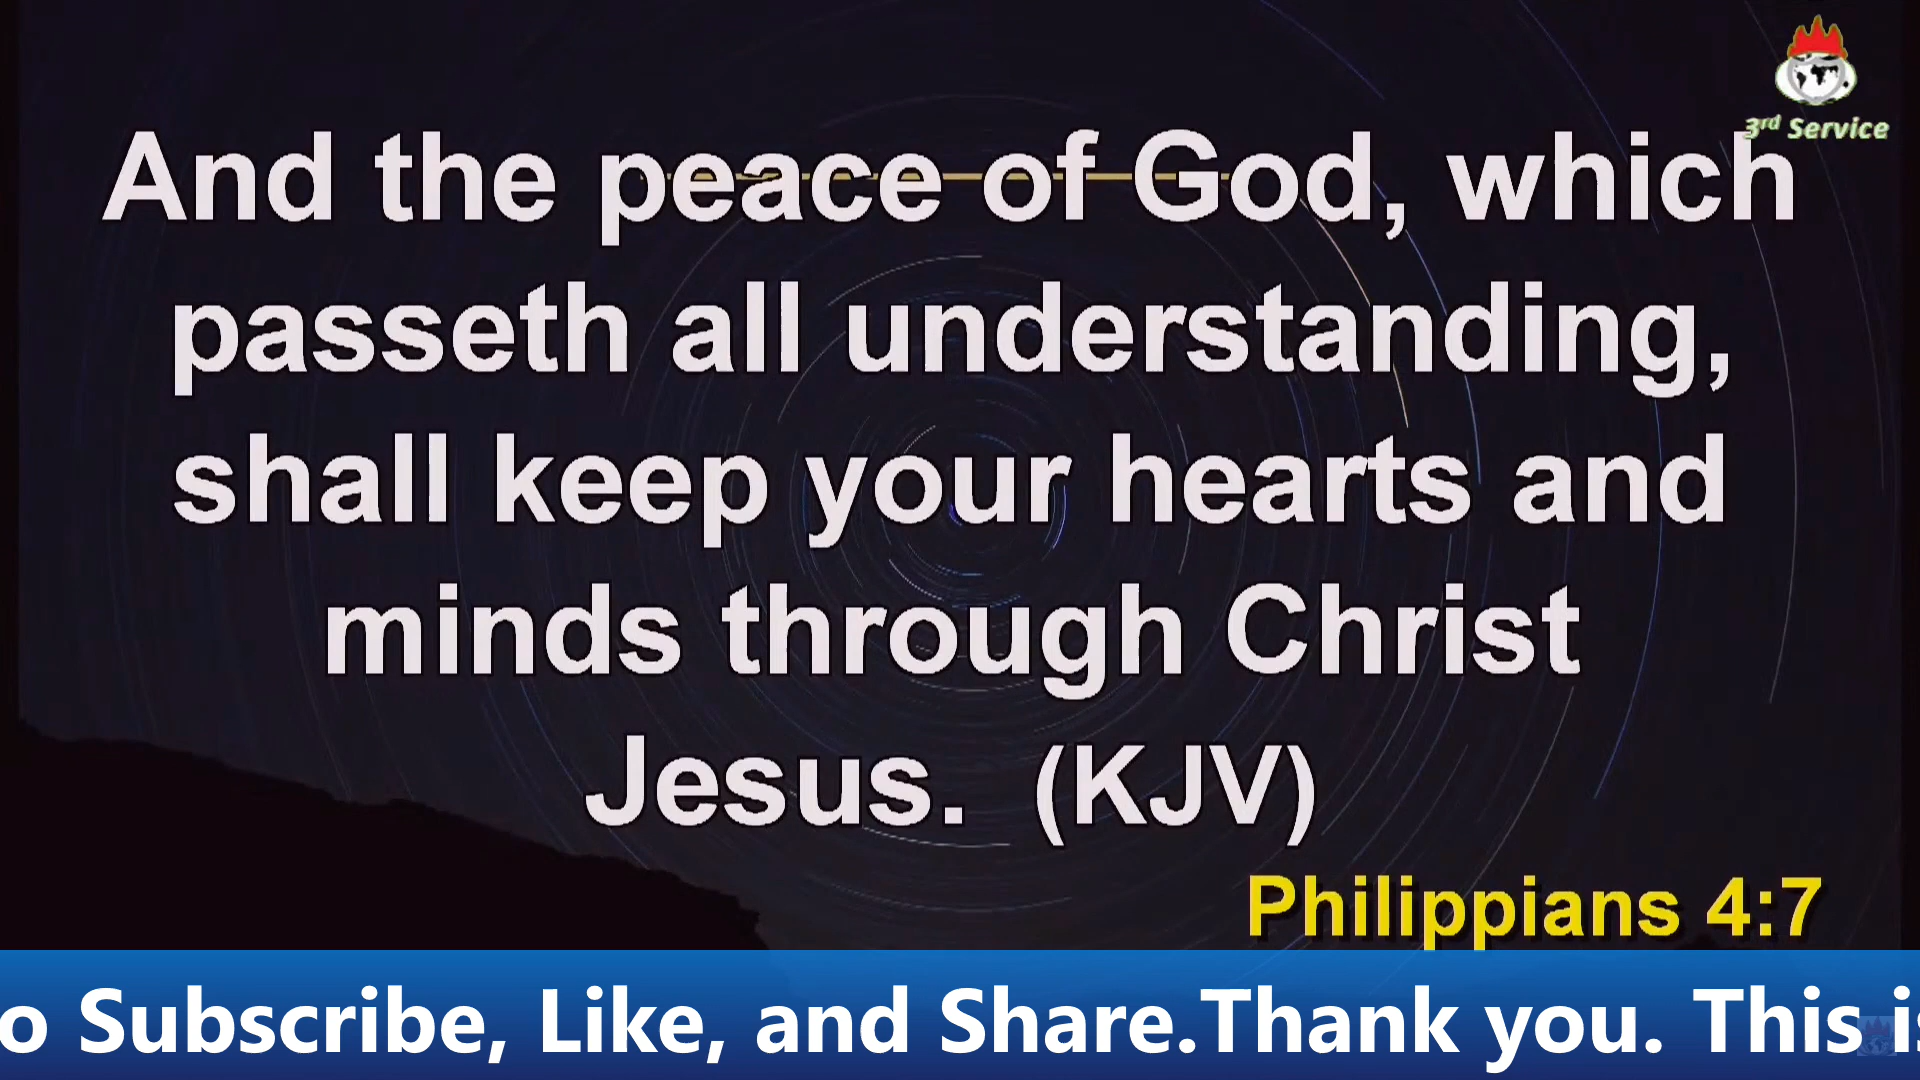 3rd Service
And the peace of God, which
passeth all understanding,
shall keep your hearts and
minds through Christ
Jesus. (KJV)
Philippians 4:7
o Subscribe, Like, and Share.Thank you. This is